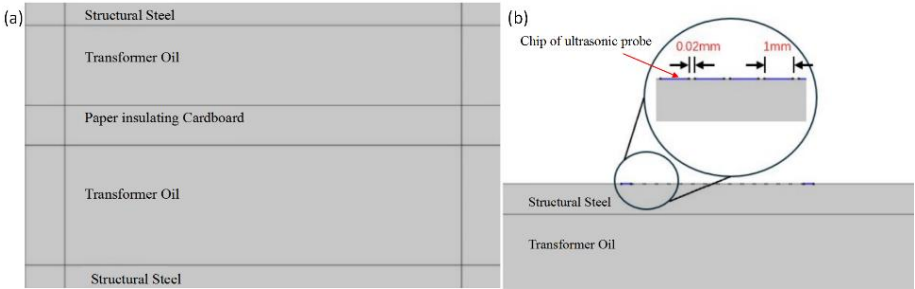 (a)
Structural Steel
Transformer Oil
Paper insulating Cardboard
Transformer Oil
Structural Steel
(b)
Chip of ultrasonic probe
0.02mm
1mm
Structural Steel
Transformer Oil